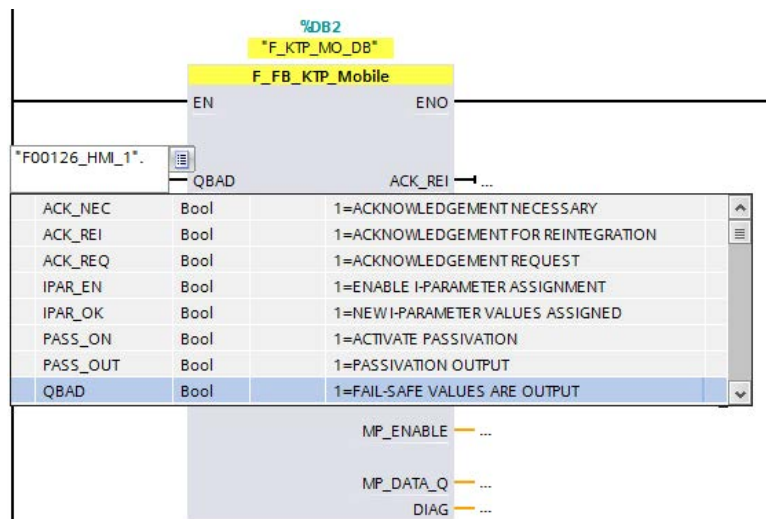 %DB2
"F_KTP_MO_DB"
F_FB_KTP_Mobile
EN ENO
"F00126_HMI_1".
QBAD ACK_REI ...
ACK_NEC Bool 1=ACKNOWLEDGEMENT NECESSARY
ACK_REI Bool 1=ACKNOWLEDGEMENT FOR REINTEGRATION
ACK_REQ Bool 1=ACKNOWLEDGEMENT REQUEST
IPAR_EN Bool 1=ENABLE I-PARAMETER ASSIGNMENT
IPAR_OK Bool 1=NEW I-PARAMETER VALUES ASSIGNED
PASS_ON Bool 1=ACTIVATE PASSIVATION
PASS_OUT Bool 1=PASSIVATION OUTPUT
QBAD Bool 1=FAIL-SAFE VALUES ARE OUTPUT
MP_ENABLE ...
MP_DATA_Q ...
DIAG ...